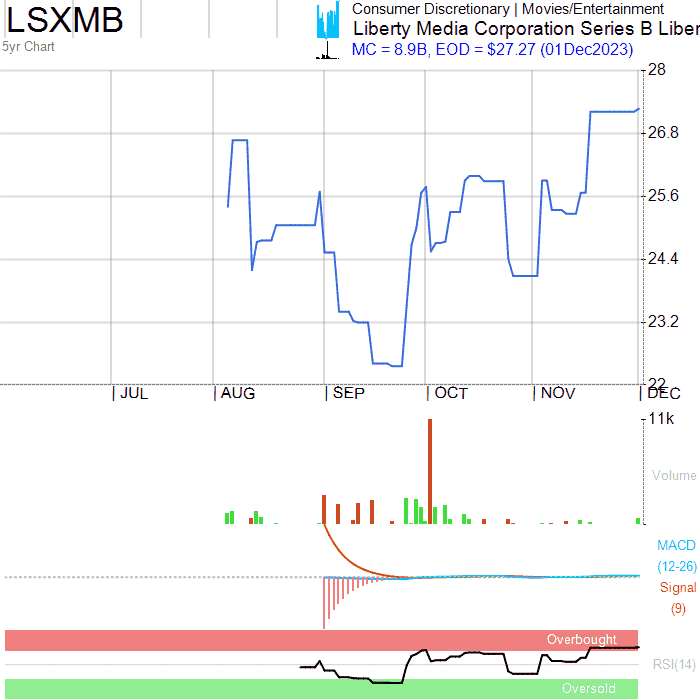 LSXMB
Consumer Discretionary | Movies/Entertainment
5yr Chart
Liberty Media Corporation Series B Liber
MC = 8.9B, EOD = $27.27 (01Dec2023)
28
26.8
25.6
24.4
23.2
22
JUL AUG SEP OCT NOV DEC
11k
Volume
MACD
(12-26)
Signal
(9)
Overbought
RSI(14)
Oversold